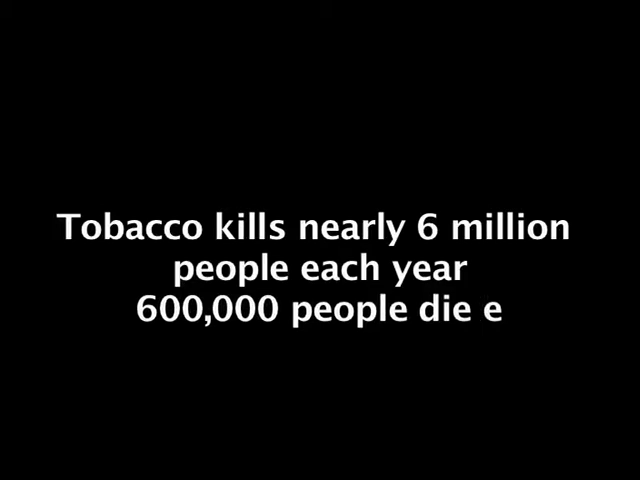 Tobacco kills nearly 6 million
people each year
600,000 people die e